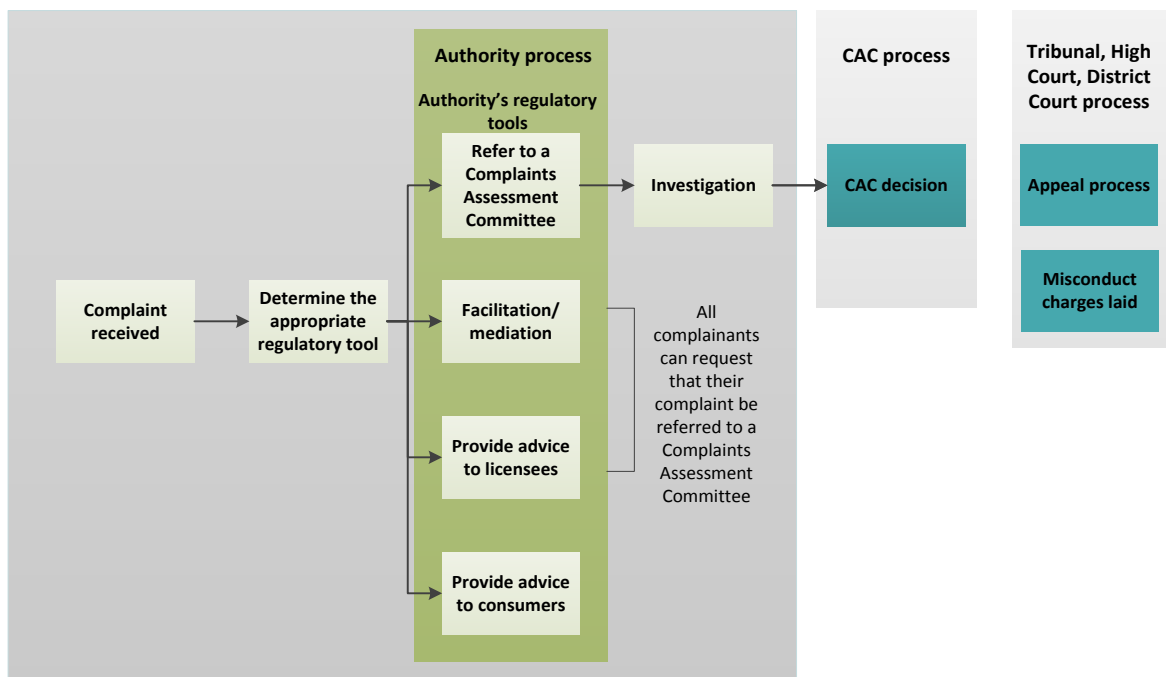 Authority process
Authority's regulatory
tools
CAC process
Tribunal, High
Court, District
Court process
Refer to a
Complaints
Assessment
Committee
Investigation
CAC decision
Appeal process
Complaint
received
Determine the
appropriate
regulatory tool
Facilitation/
mediation
Misconduct
charges laid
All
complainants
can request
that their
complaint be
referred to a
Complaints
Assessment
Committee
Provide advice
to licensees
Provide advice
to consumers